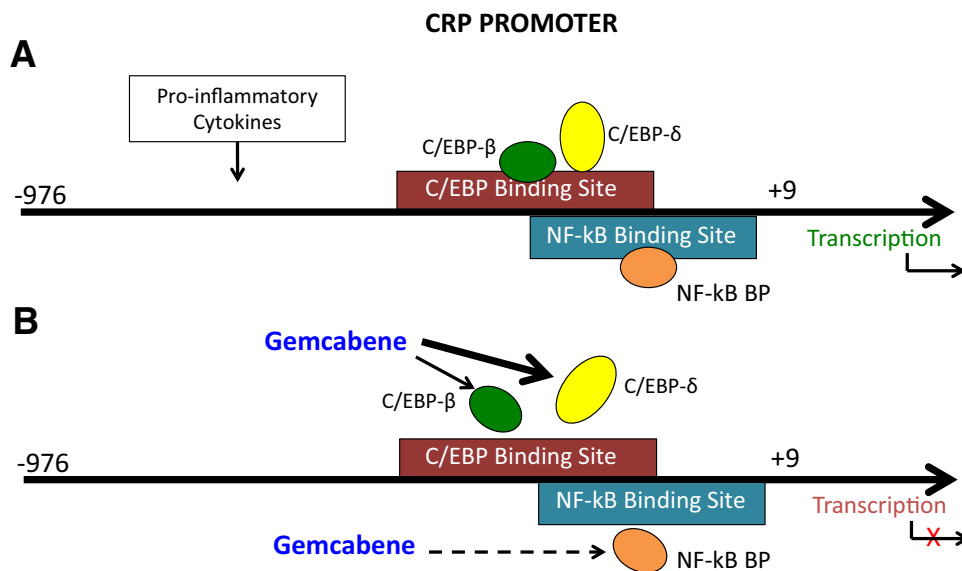 CRP PROMOTER
A
Pro-inflammatory
Cytokines
C/EBP-β
C/EBP-δ
C/EBP Binding Site
-976
+9
NF-kB Binding Site
Transcription
NF-kB BP
B
Gemcabene
C/EBP-β
C/EBP-δ
C/EBP Binding Site
-976
+9
NF-kB Binding Site
Transcription
X
Gemcabene
NF-kB BP